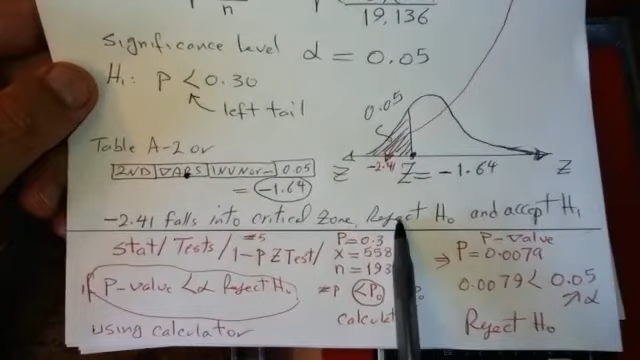 n
19,136
Significance level α = 0.05
H₁: P < 0.30
left tail
0.05
Table A-2 or
2ND VARS INVNorm 0.05
= -1.64
Z -2.41 Z = -1.64 Z
-2.41 falls into critical zone, Reject H₀ and accept H₁
Stat/Tests/ 1-PZTest/
=5
P=0.3
x=558
n=193
P-value
⇒ P=0.0079
0.0079 < 0.05
α
if P-value < α Reject H₀
≠P <P₀
using calculator
Calculat
Reject H₀